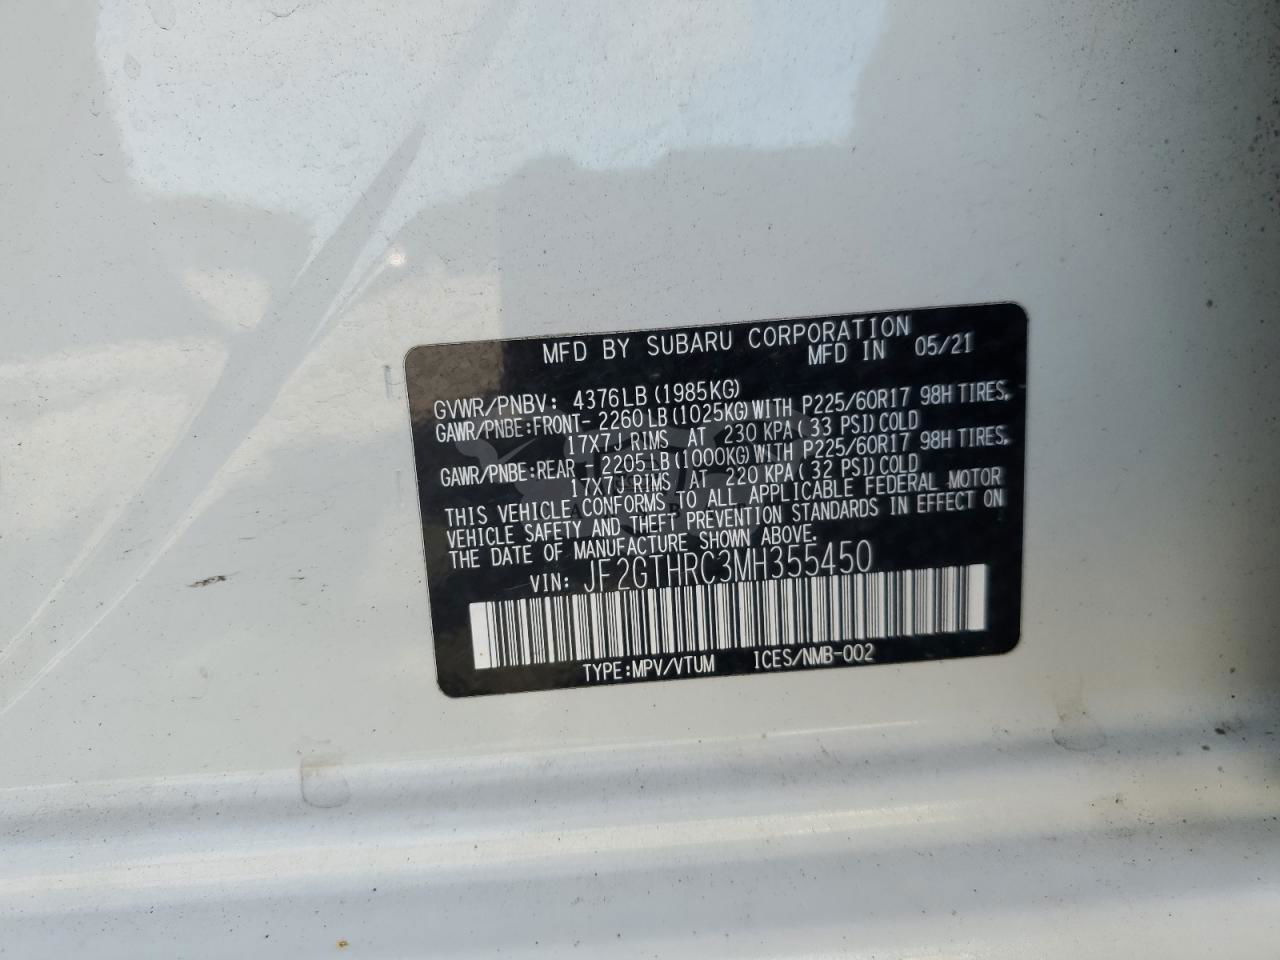 MFD BY SUBARU CORPORATION
MFD IN 05/21
GVWR/PNBV: 4376LB(1985KG)
GAWR/PNBE:FRONT- 2260LB(1025KG)WITH P225/60R17 98H TIRES,
17X7J RIMS AT 230 KPA( 33 PSI)COLD
GAWR/PNBE:REAR - 2205LB(1000KG)WITH P225/60R17 98H TIRES,
17X7J RIMS AT 220 KPA( 32 PSI)COLD
THIS VEHICLE CONFORMS TO ALL APPLICABLE FEDERAL MOTOR
VEHICLE SAFETY AND THEFT PREVENTION STANDARDS IN EFFECT ON
THE DATE OF MANUFACTURE SHOWN ABOVE.
VIN: JF2GTHRC3MH355450
TYPE:MPV/VTUM ICES/NMB-002